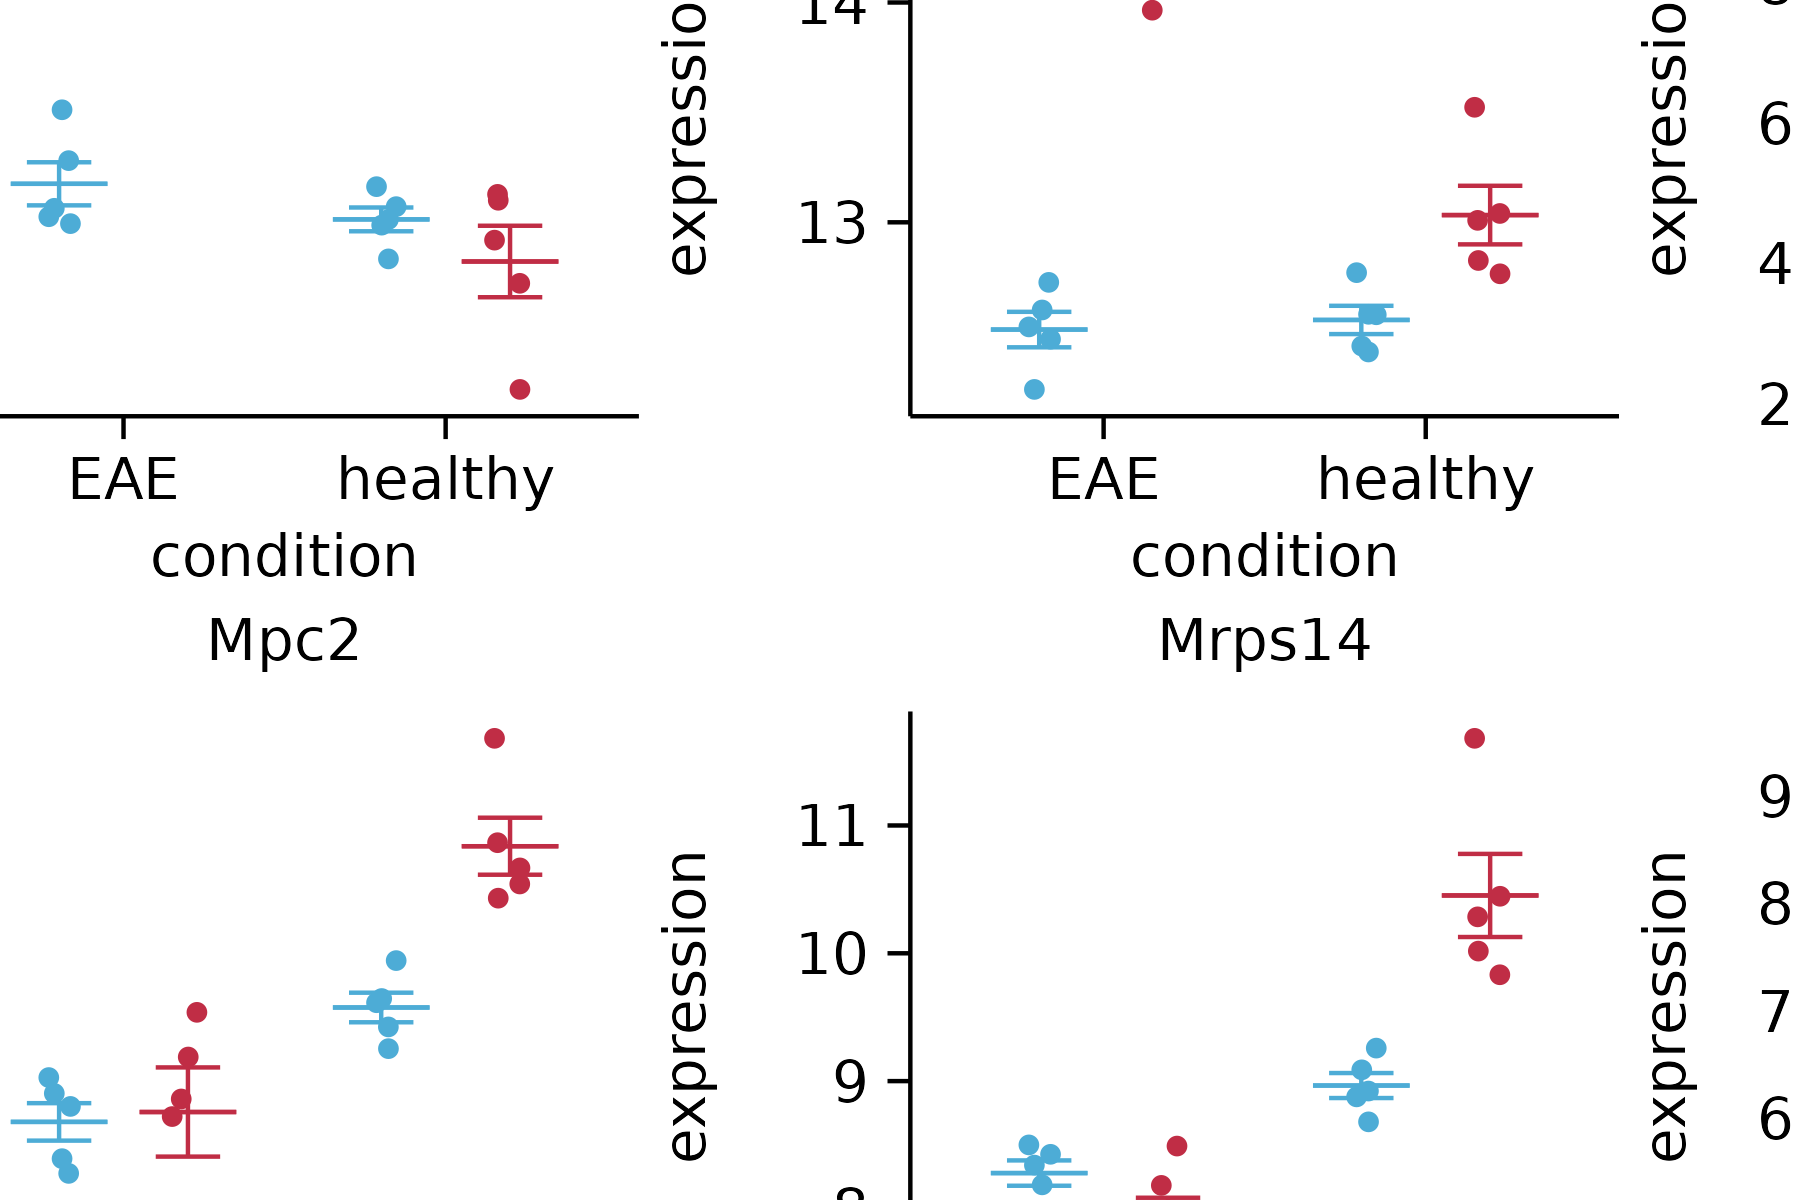 expressio
14
13
expressio
6
4
2
EAE
healthy
condition
EAE
healthy
condition
Mpc2
expression
Mrps14
11
10
9
expression
9
8
7
6